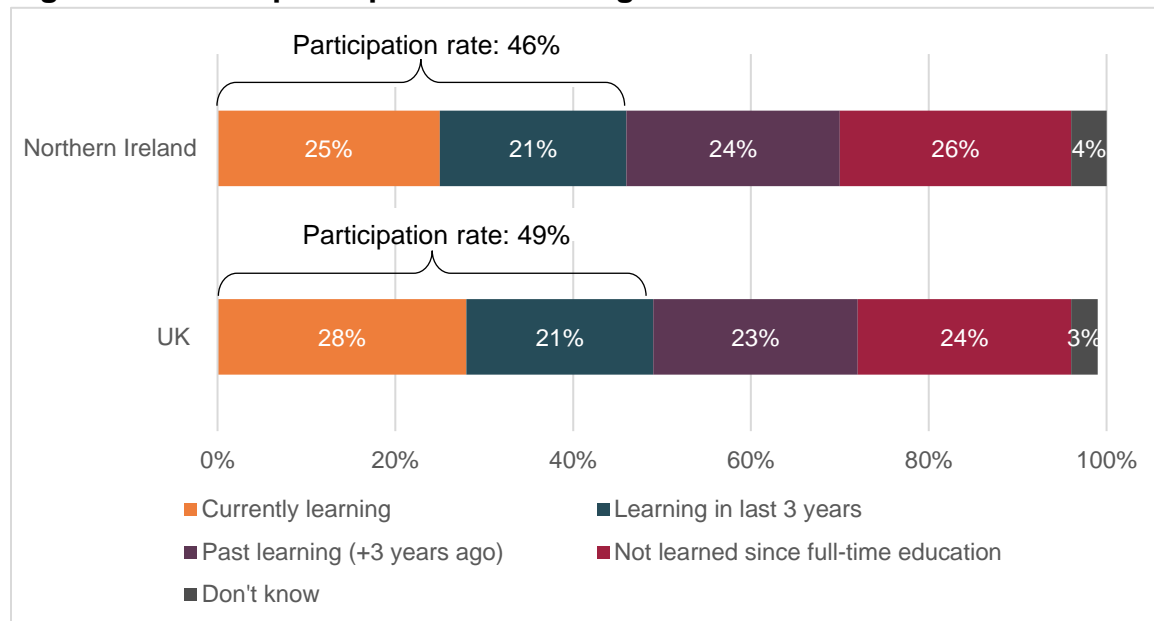 Participation rate: 46%
Northern Ireland
25%
21%
24%
26%
4%
Participation rate: 49%
UK
28%
21%
23%
24%
3%
0%
20%
40%
60%
80%
100%
Currently learning
Learning in last 3 years
Past learning (+3 years ago)
Not learned since full-time education
Don't know